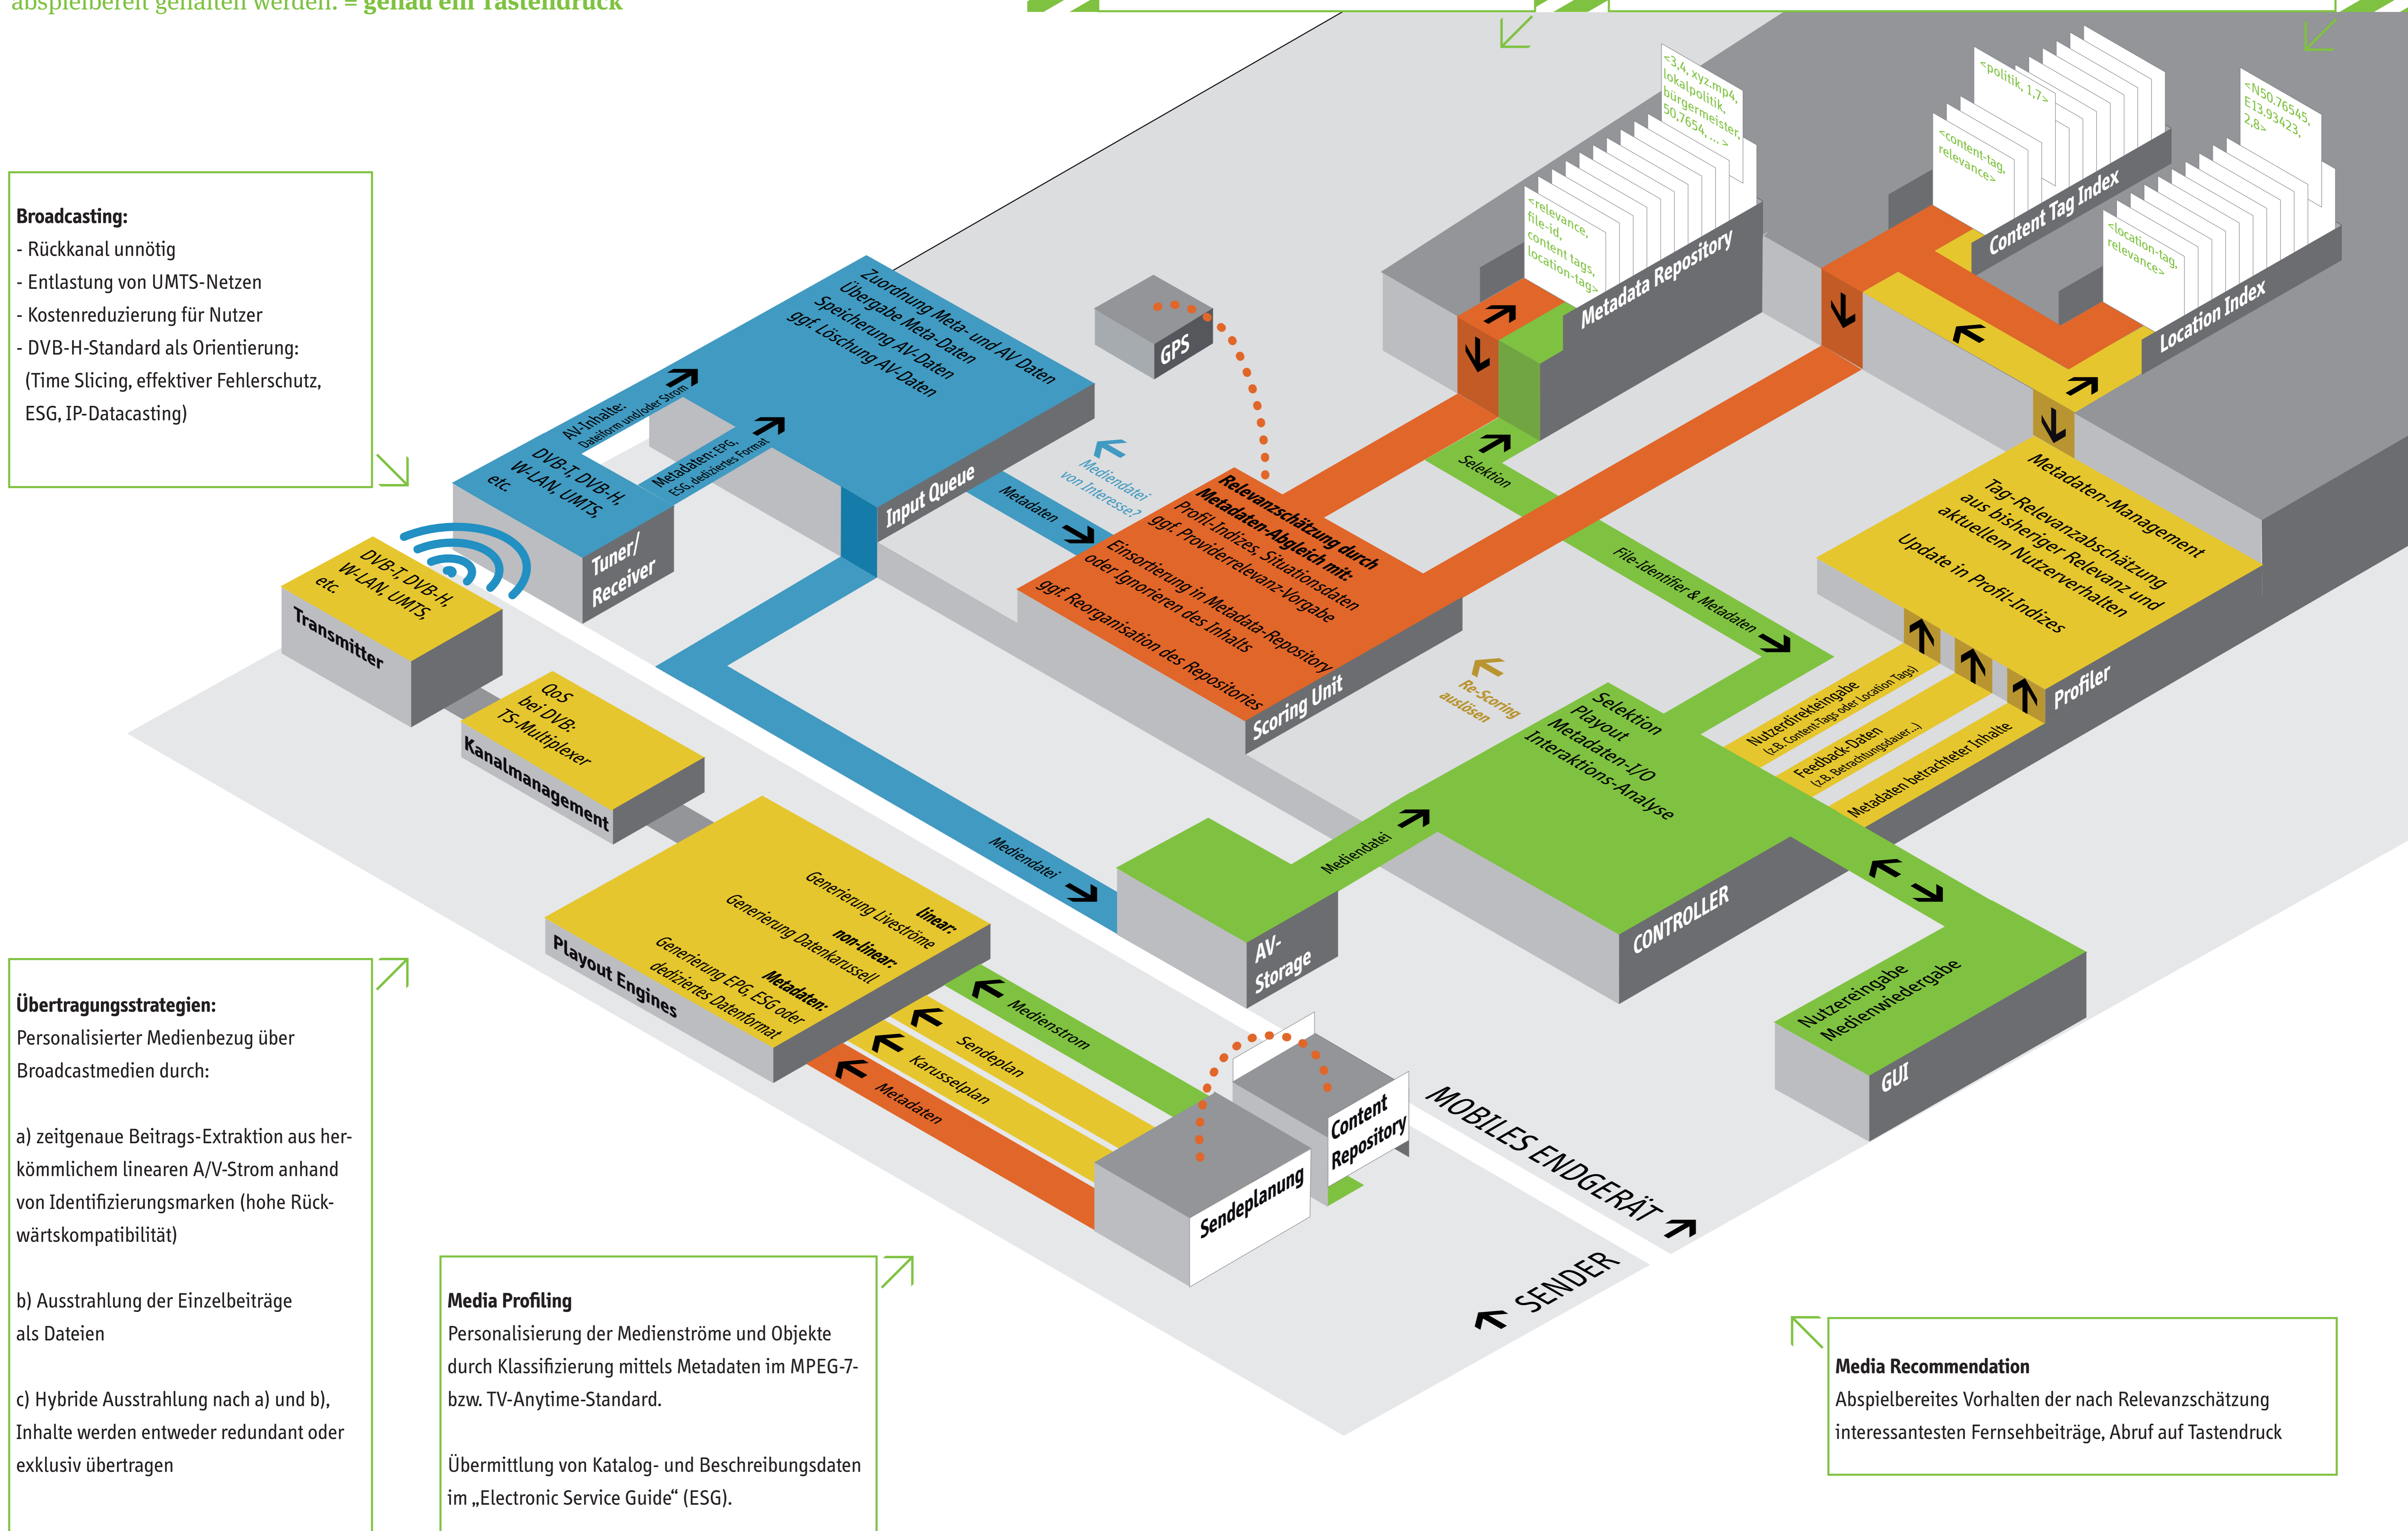 abspielbereit gehalten werden. = genau ein Tastendruck
Broadcasting:
- Rückkanal unnötig
- Entlastung von UMTS-Netzen
- Kostenreduzierung für Nutzer
- DVB-H-Standard als Orientierung:
(Time Slicing, effektiver Fehlerschutz,
ESG, IP-Datacasting)
Zuordnung Meta- und AV Daten
Übergabe Meta-Daten
Speicherung AV-Daten
ggf. Löschung AV-Daten
AV-Inhalte:
Dateiform und/oder Strom
Metadaten: EPG,
ESG, dediziertes Format
DVB-T, DVB-H,
W-LAN, UMTS,
etc.
Tuner/
Receiver
Input Queue
Metadaten
Mediendatei
von Interesse?
GPS
<3,4, xyz.mp4,
lokalpolitik,
bürgermeister,
50,7654, ... >
<relevance,
file-id,
content tags,
location-tag>
Metadata Repository
<politik, 1,7>
<content-tag,
relevance>
Content Tag Index
<N50.76545,
E13.93423,
2,8>
<location-tag,
relevance>
Location Index
Selektion
Relevanzschätzung durch
Metadaten-Abgleich mit:
Profil-Indizes, Situationsdaten
ggf. Providerrelevanz-Vorgabe
Einsortierung in Metadata-Repository
oder Ignorieren des Inhalts
ggf. Reorganisation des Repositories
Scoring Unit
File-Identifier & Metadaten
Re-Scoring
auslösen
Metadaten-Management
Tag-Relevanzabschätzung
aus bisheriger Relevanz und
aktuellem Nutzerverhalten
Update in Profil-Indizes
Profiler
Nutzerdirekteingabe
(z.B. Content-Tags oder Location Tags)
Feedback-Daten
(z.B. Betrachtungsdauer...)
Metadaten betrachteter Inhalte
DVB-T, DVB-H,
W-LAN, UMTS,
etc.
Transmitter
QoS
bei DVB:
TS-Multiplexer
Kanalmanagement
Selektion
Playout
Metadaten-I/O
Interaktions-Analyse
CONTROLLER
Mediendatei
Mediendatei
AV-
Storage
Nutzereingabe
Medienwiedergabe
GUI
linear:
Generierung Liveströme
non-linear:
Generierung Datenkarussell
Metadaten:
Generierung EPG, ESG oder
dediziertes Datenformat
Playout Engines
Medienstrom
Sendeplan
Karusselplan
Metadaten
Content
Repository
Sendeplanung
MOBILES ENDGERÄT
SENDER
Übertragungsstrategien:
Personalisierter Medienbezug über
Broadcastmedien durch:
a) zeitgenaue Beitrags-Extraktion aus her-
kömmlichem linearen A/V-Strom anhand
von Identifizierungsmarken (hohe Rück-
wärtskompatibilität)
b) Ausstrahlung der Einzelbeiträge
als Dateien
c) Hybride Ausstrahlung nach a) und b),
Inhalte werden entweder redundant oder
exklusiv übertragen
Media Profiling
Personalisierung der Medienströme und Objekte
durch Klassifizierung mittels Metadaten im MPEG-7-
bzw. TV-Anytime-Standard.
Übermittlung von Katalog- und Beschreibungsdaten
im „Electronic Service Guide“ (ESG).
Media Recommendation
Abspielbereites Vorhalten der nach Relevanzschätzung
interessantesten Fernsehbeiträge, Abruf auf Tastendruck